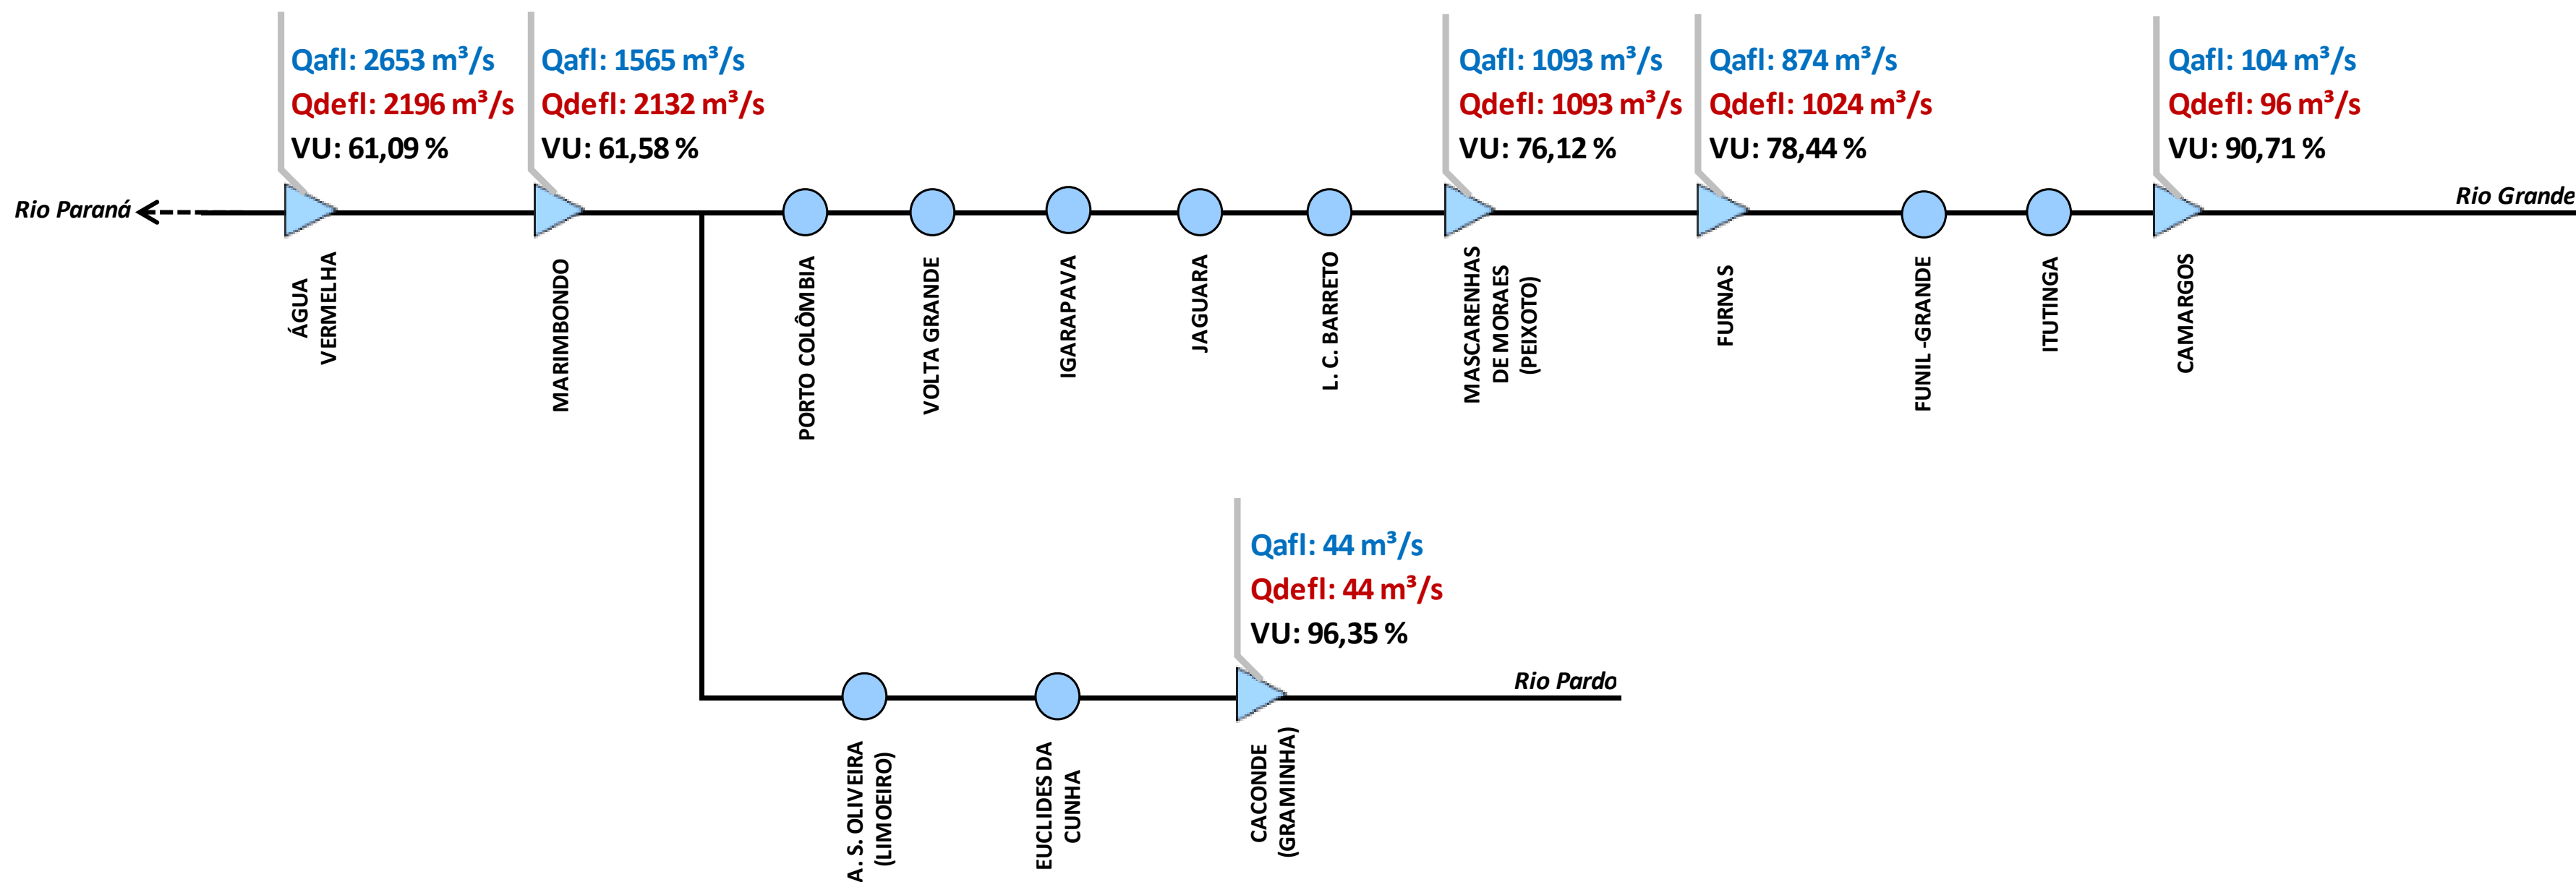 Qafl: 2653 m³/s
Qdefl: 2196 m³/s
VU: 61,09 %
Qafl: 1565 m³/s
Qdefl: 2132 m³/s
VU: 61,58 %
Qafl: 1093 m³/s
Qdefl: 1093 m³/s
VU: 76,12 %
Qafl: 874 m³/s
Qdefl: 1024 m³/s
VU: 78,44 %
Qafl: 104 m³/s
Qdefl: 96 m³/s
VU: 90,71 %
Rio Paraná
Rio Grande
ÁGUA
VERMELHA
MARIMBONDO
PORTO COLÔMBIA
VOLTA GRANDE
IGARAPAVA
JAGUARA
L. C. BARRETO
MASCARENHAS
DE MORAES
(PEIXOTO)
FURNAS
FUNIL -GRANDE
ITUTINGA
CAMARGOS
Qafl: 44 m³/s
Qdefl: 44 m³/s
VU: 96,35 %
Rio Pardo
A. S. OLIVEIRA
(LIMOEIRO)
EUCLIDES DA
CUNHA
CACONDE
(GRAMINHA)